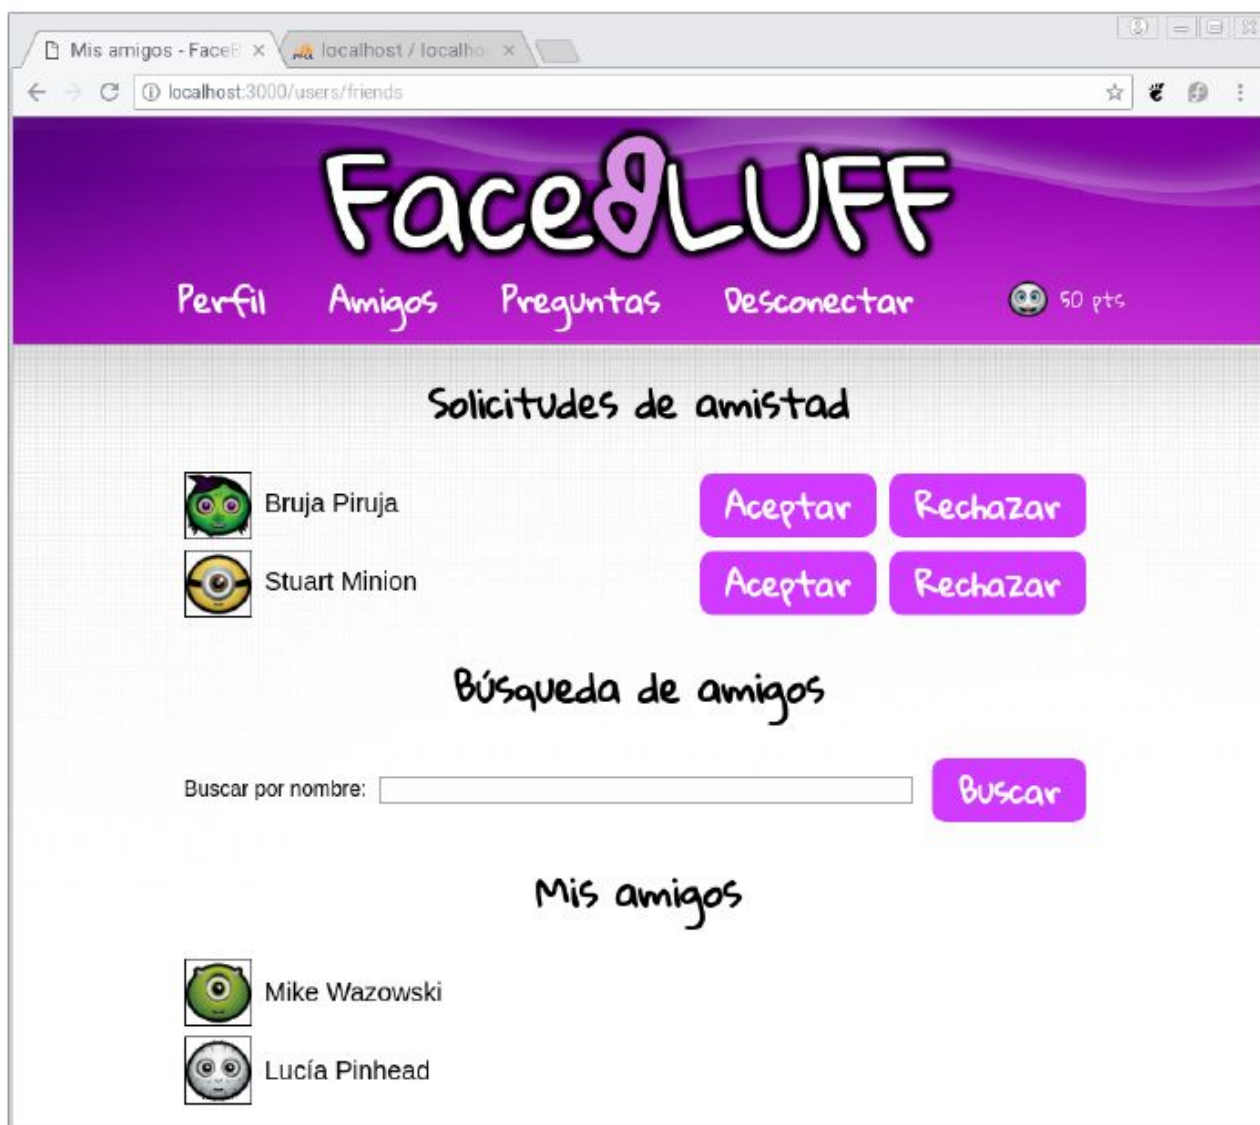 Mis amigos - FaceB
localhost / localho
localhost:3000/users/friends
FaceBLUFF
Perfil Amigos Preguntas Desconectar 50 pts
Solicitudes de amistad
Bruja Piruja Aceptar Rechazar
Stuart Minion Aceptar Rechazar
Búsqueda de amigos
Buscar por nombre: Buscar
Mis amigos
Mike Wazowski
Lucía Pinhead